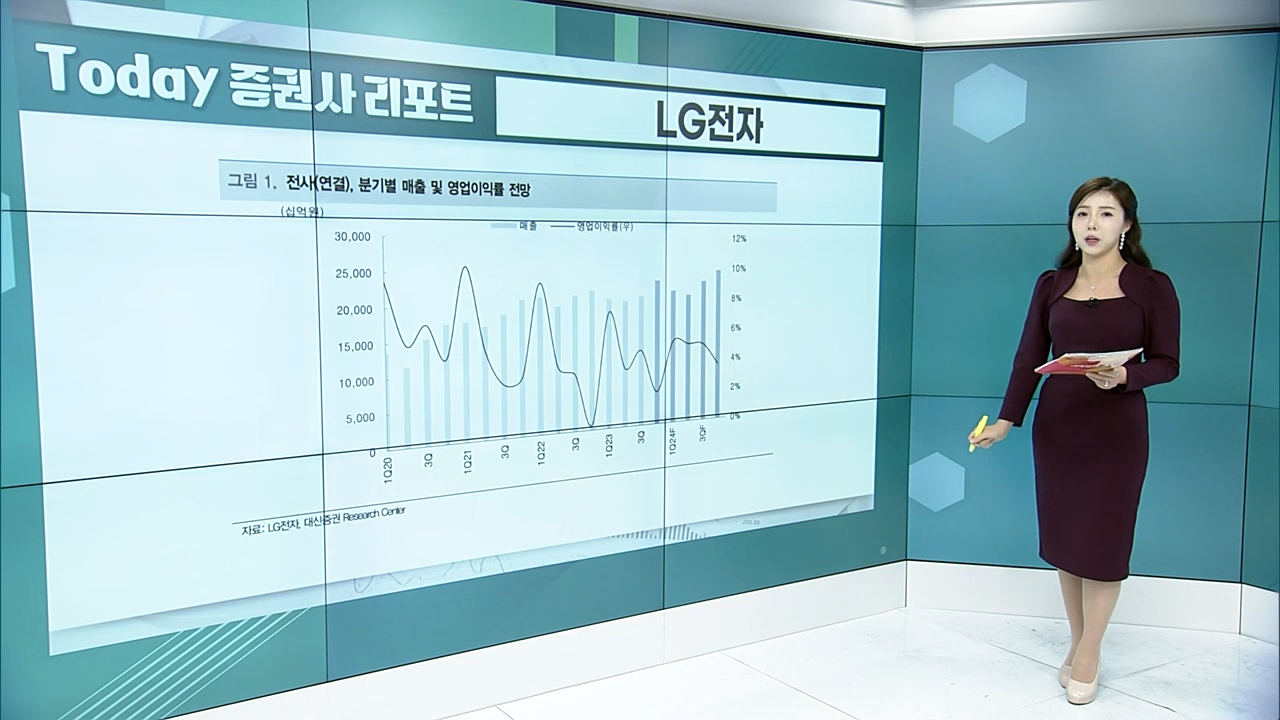 Today 증권사 리포트
LG전자
그림 1. 전사(연결), 분기별 매출 및 영업이익률 전망
(십억원)
매출 영업이익률(우)
30,000
25,000
20,000
15,000
10,000
5,000
0
12%
10%
8%
6%
4%
2%
0%
1Q20 3Q 1Q21 3Q 1Q22 3Q 1Q23 3Q 1Q24F 3QF
자료: LG전자, 대신증권 Research Center
200.00